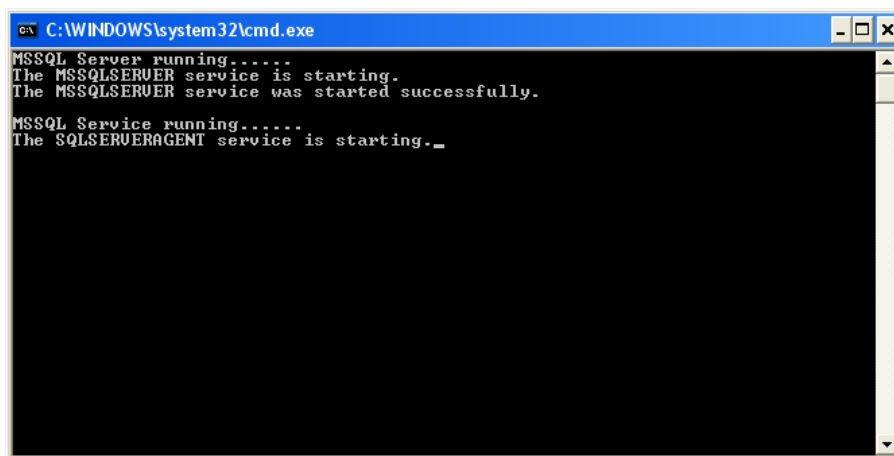 C:\WINDOWS\system32\cmd.exe
MSSQL Server running......
The MSSQLSERVER service is starting.
The MSSQLSERVER service was started successfully.
MSSQL Service running......
The SQLSERVERAGENT service is starting.